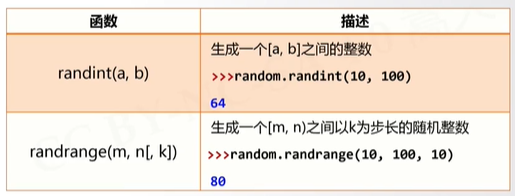 函数 描述
randint(a, b)
生成一个[a, b]之间的整数
>>>random.randint(10, 100)
64
randrange(m, n[, k])
生成一个[m, n)之间以k为步长的随机整数
>>>random.randrange(10, 100, 10)
80